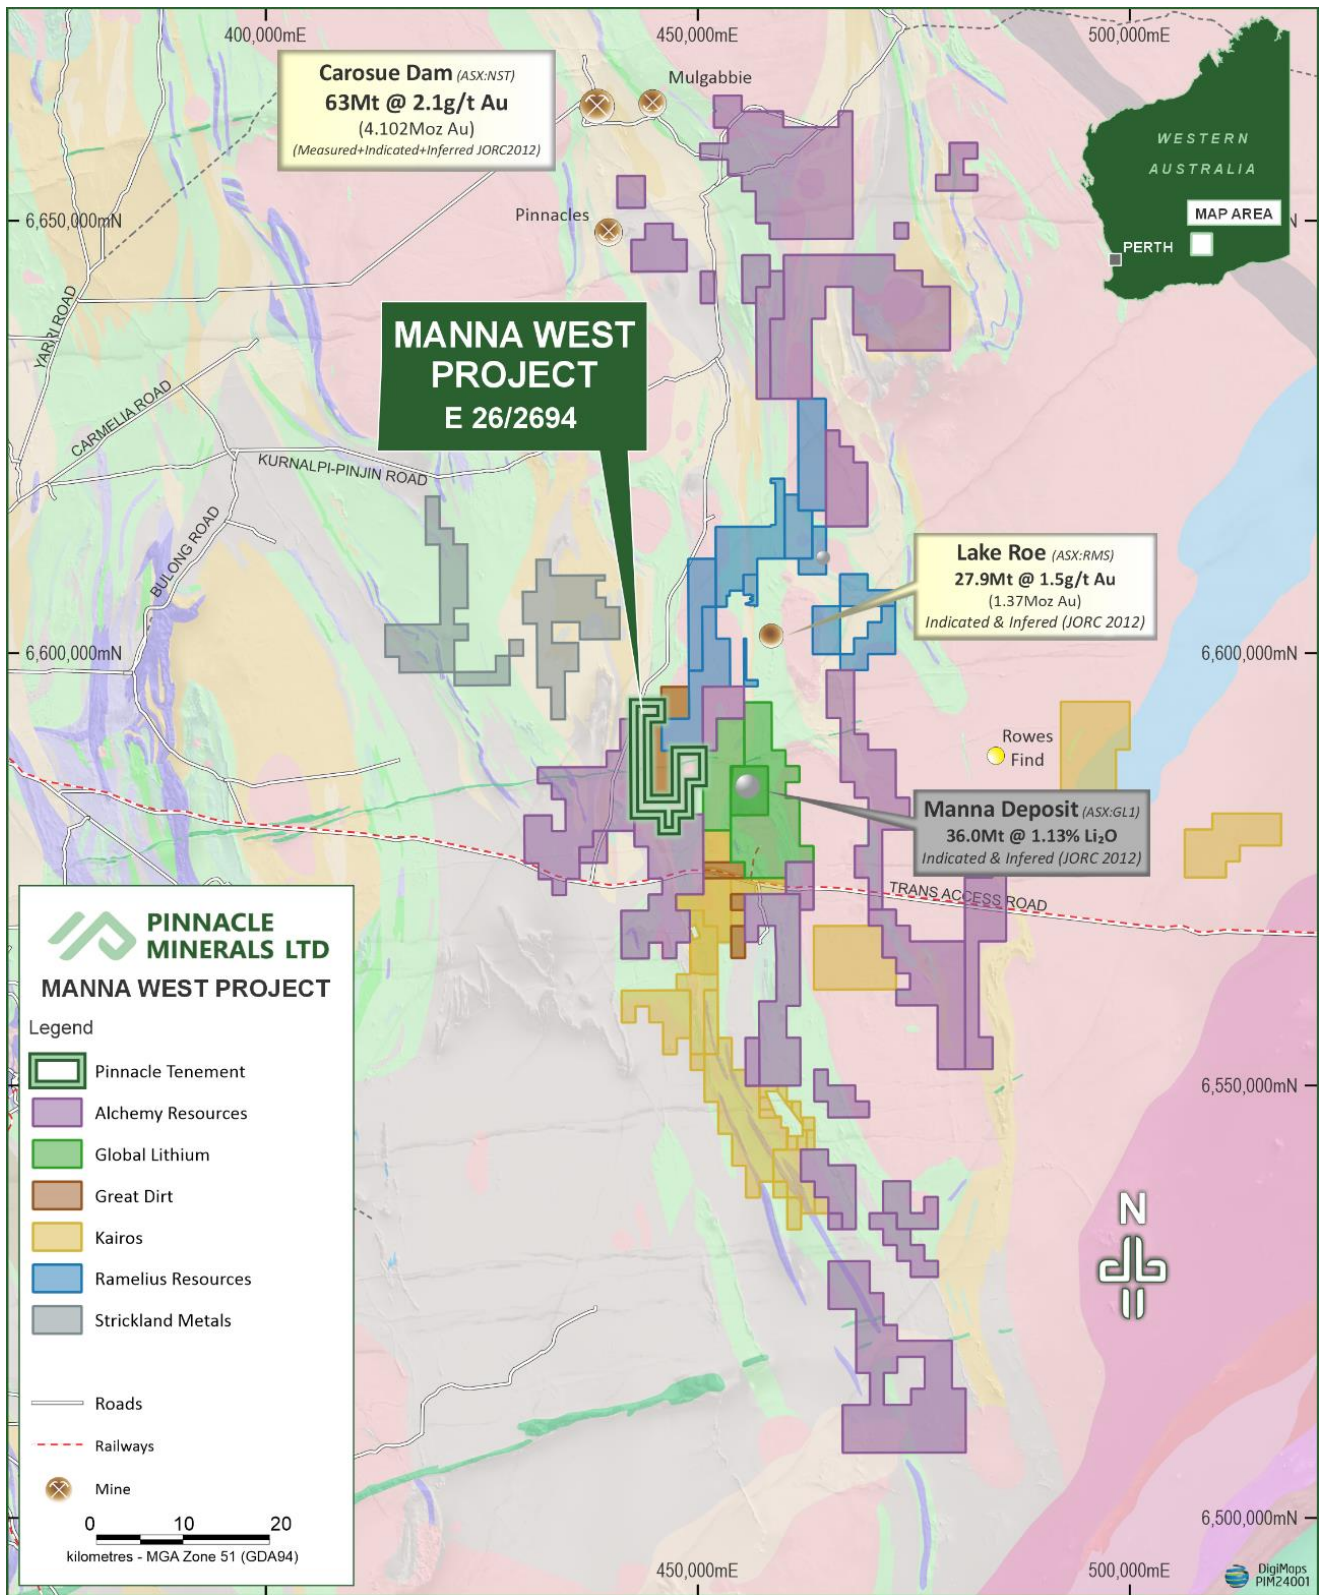 400,000mE
450,000mE
500,000mE
Carosue Dam (ASX:NST)
63Mt @ 2.1g/t Au
(4.102Moz Au)
(Measured+Indicated+Inferred JORC2012)
Mulgabbie
Pinnacles
WESTERN
AUSTRALIA
MAP AREA
PERTH
6,650,000mN
N
YARRI ROAD
MANNA WEST
PROJECT
E 26/2694
CARMELIA ROAD
KURNALPI-PINJIN ROAD
BULONG ROAD
Lake Roe (ASX:RMS)
27.9Mt @ 1.5g/t Au
(1.37Moz Au)
Indicated & Infered (JORC 2012)
6,600,000mN
6,600,000mN
Rowes
Find
Manna Deposit (ASX:GL1)
36.0Mt @ 1.13% Li₂O
Indicated & Infered (JORC 2012)
TRANS ACCESS ROAD
PINNACLE
MINERALS LTD
MANNA WEST PROJECT
Legend
Pinnacle Tenement
Alchemy Resources
Global Lithium
Great Dirt
Kairos
Ramelius Resources
Strickland Metals
Roads
Railways
Mine
0 10 20
kilometres - MGA Zone 51 (GDA94)
6,550,000mN
N
6,500,000mN
450,000mE
500,000mE
DigiMaps
PIM24001